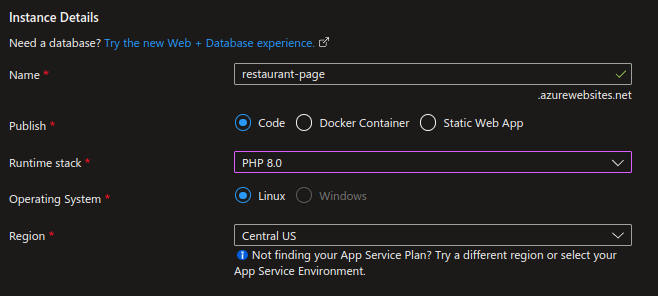 Instance Details
Need a database? Try the new Web + Database experience.
Name * restaurant-page
.azurewebsites.net
Publish * Code Docker Container Static Web App
Runtime stack * PHP 8.0
Operating System * Linux Windows
Region * Central US
Not finding your App Service Plan? Try a different region or select your
App Service Environment.